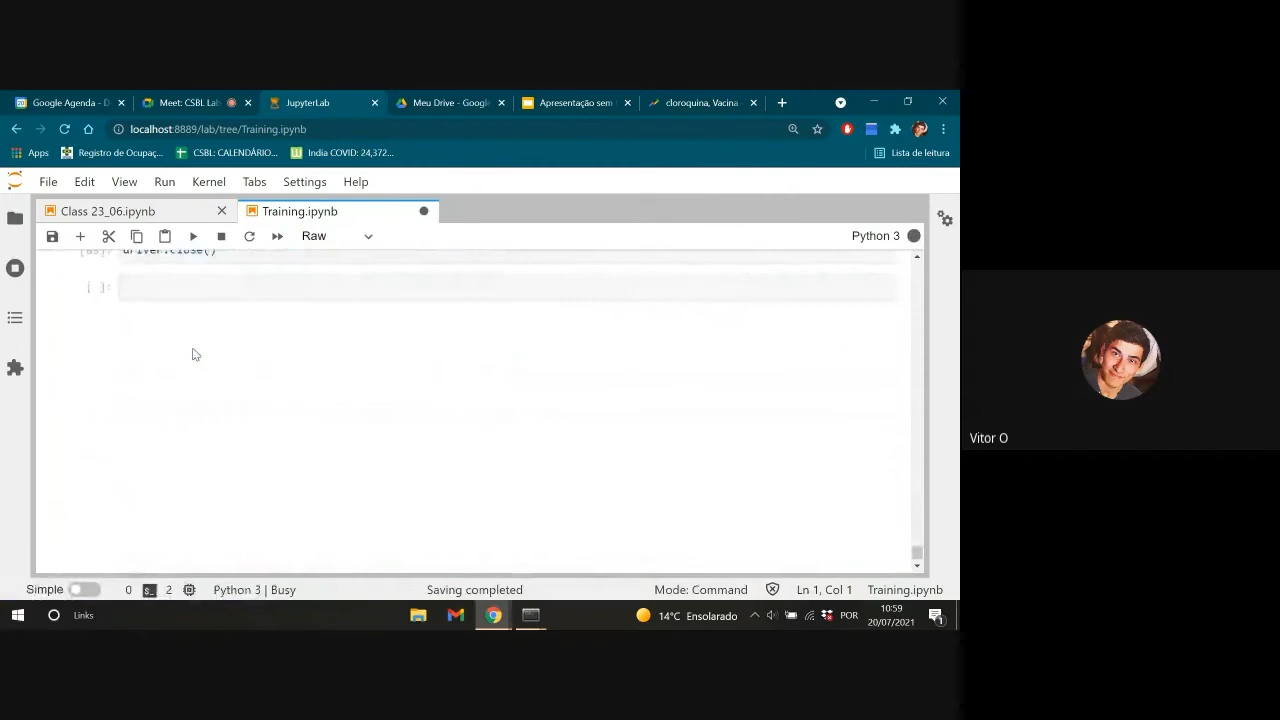 Google Agenda - D
Meet: CSBL Lab
JupyterLab
Meu Drive - Google
Apresentação sem
cloroquina, Vacina -
localhost:8889/lab/tree/Training.ipynb
Apps
Registro de Ocupaç...
CSBL: CALENDÁRIO...
India COVID: 24,372...
Lista de leitura
File Edit View Run Kernel Tabs Settings Help
Class 23_06.ipynb
Training.ipynb
Raw
Python 3
driver.close()
[ ]:
Vitor O
Simple
0
2
Python 3 | Busy
Saving completed
Mode: Command
Ln 1, Col 1
Training.ipynb
Links
14°C Ensolarado
POR
10:59
20/07/2021